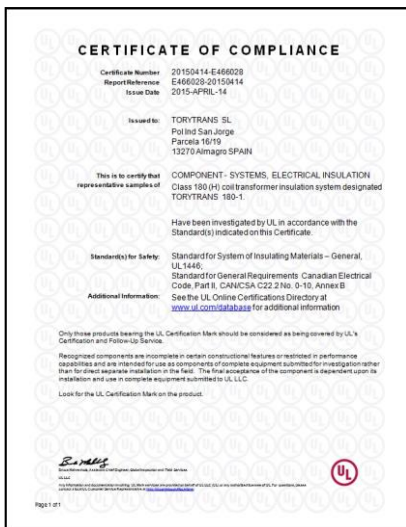 CERTIFICATE OF COMPLIANCE
Certificate Number 20150414-E466028
Report Reference E466028-20150414
Issue Date 2015-APRIL-14
Issued to: TORYTRANS SL
Pol Ind San Jorge
Parcela 16/19
13270 Almagro SPAIN
This is to certify that COMPONENT - SYSTEMS, ELECTRICAL INSULATION
representative samples of Class 180 (H) coil transformer insulation system designated
TORYTRANS 180-1.
Have been investigated by UL in accordance with the
Standard(s) indicated on this Certificate.
Standard(s) for Safety: Standard for System of Insulating Materials – General,
UL1446;
Standard for General Requirements Canadian Electrical
Code, Part II, CAN/CSA C22.2 No. 0-10, Annex B
Additional Information: See the UL Online Certifications Directory at
www.ul.com/database for additional information
Only those products bearing the UL Certification Mark should be considered as being covered by UL's
Certification and Follow-Up Service.
Recognized components are incomplete in certain constructional features or restricted in performance
capabilities and are intended for use as components of complete equipment submitted for investigation rather
than for direct separate installation in the field. The final acceptance of the component is dependent upon its
installation and use in complete equipment submitted to UL LLC.
Look for the UL Certification Mark on the product.
UL LLC
UL
Page 1 of 1